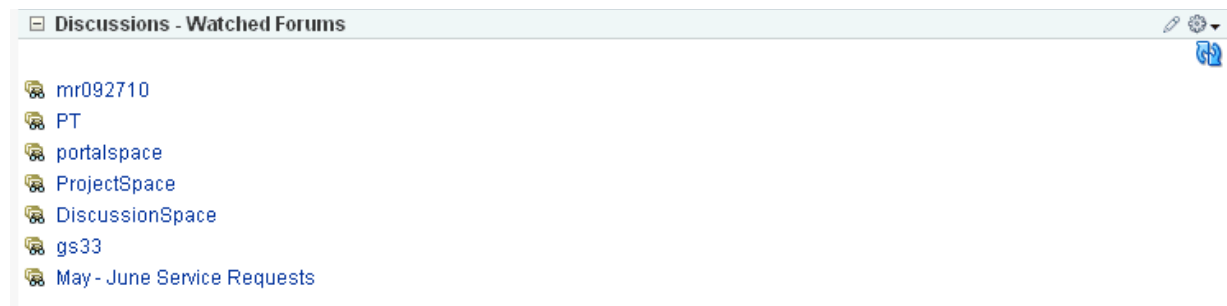 Discussions - Watched Forums
mr092710
PT
portalspace
ProjectSpace
DiscussionSpace
gs33
May - June Service Requests